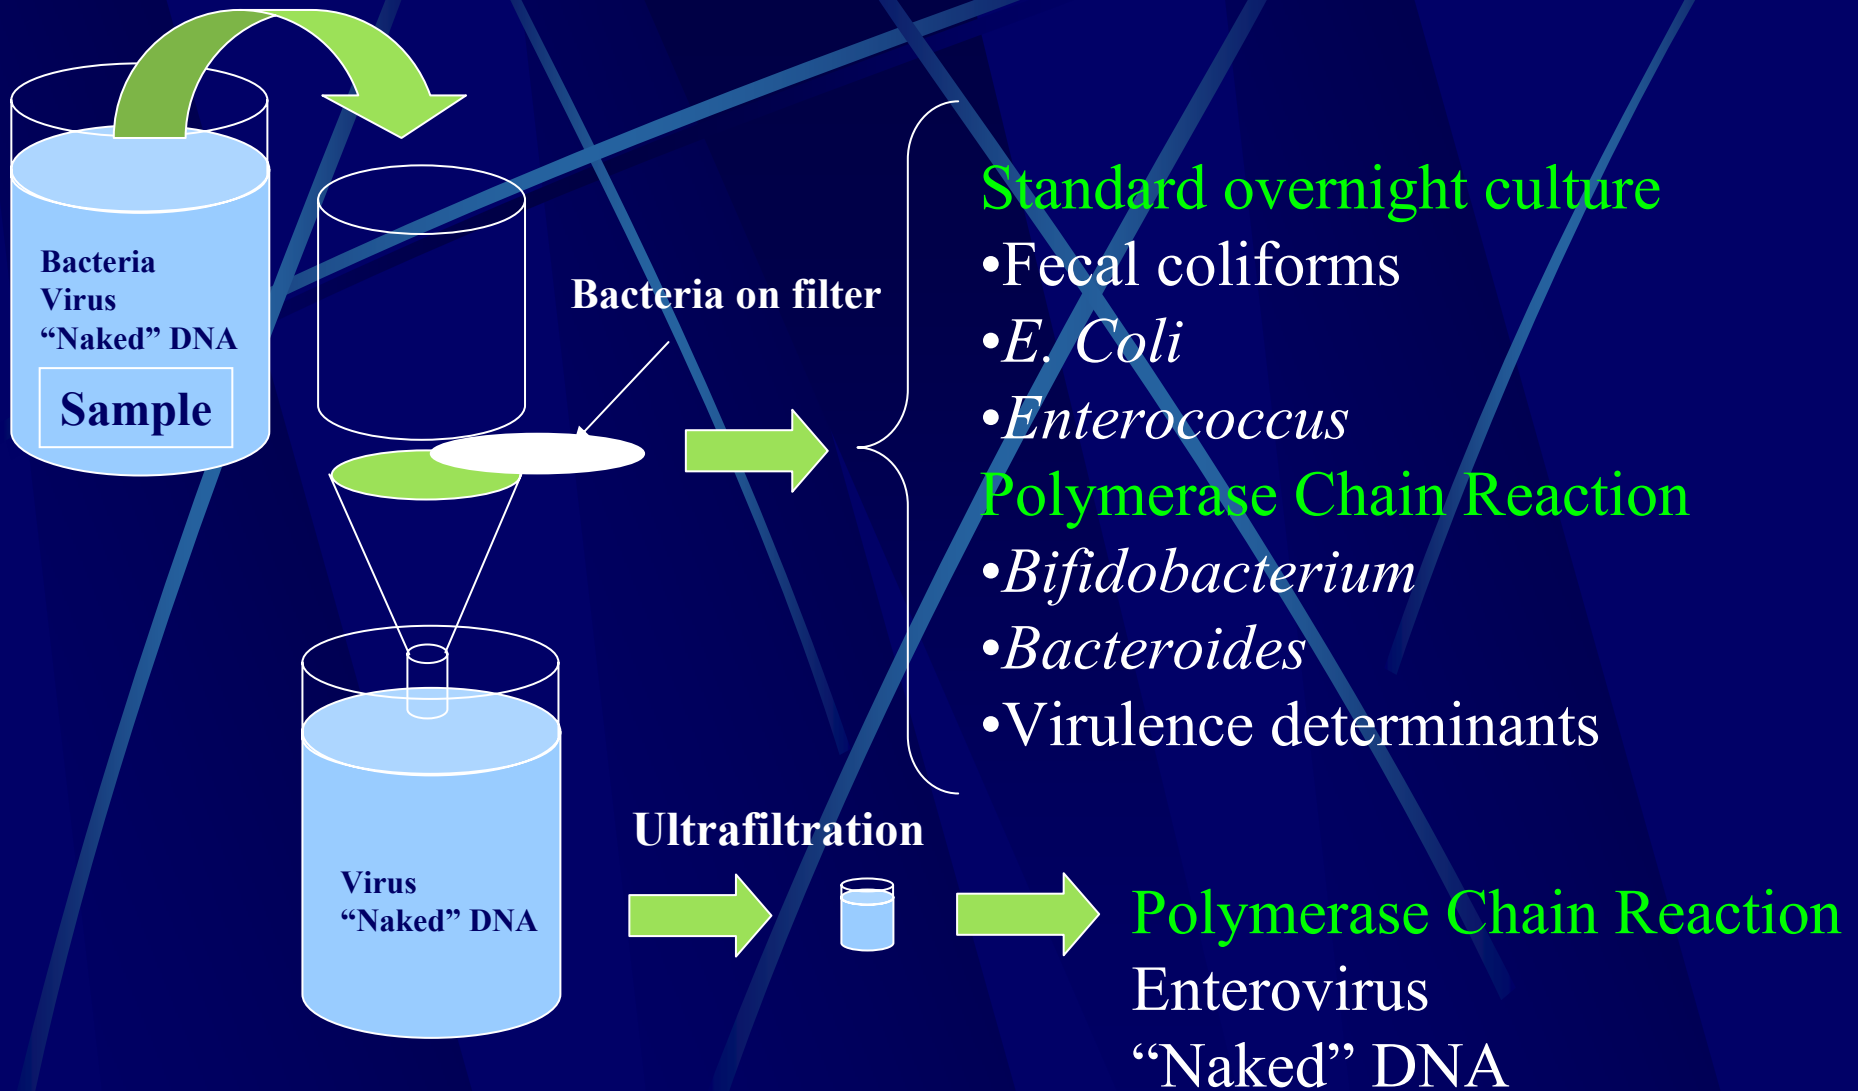 Bacteria
Virus
“Naked” DNA
Sample
Bacteria on filter
Standard overnight culture
•Fecal coliforms
•E. Coli
•Enterococcus
Polymerase Chain Reaction
•Bifidobacterium
•Bacteroides
•Virulence determinants
Ultrafiltration
Virus
“Naked” DNA
Polymerase Chain Reaction
Enterovirus
“Naked” DNA